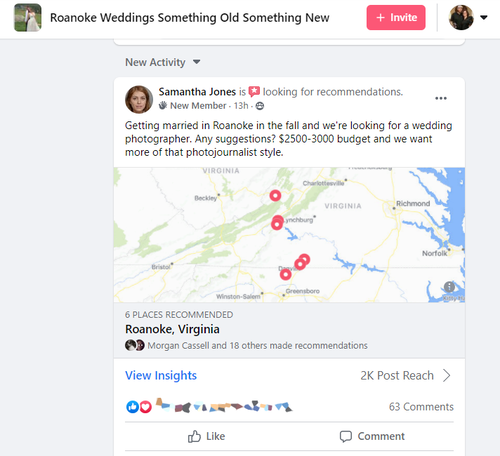 Roanoke Weddings Something Old Something New
+ Invite
New Activity
Samantha Jones is looking for recommendations.
New Member · 13h ·
Getting married in Roanoke in the fall and we're looking for a wedding
photographer. Any suggestions? $2500-3000 budget and we want
more of that photojournalist style.
VIRGINIA
Charlottesville
Beckley
VIRGINIA
Richmond
Lynchburg
Norfolk
Bristol
Greensboro
Winston-Salem
6 PLACES RECOMMENDED
Roanoke, Virginia
Morgan Cassell and 18 others made recommendations
View Insights
2K Post Reach
63 Comments
Like
Comment